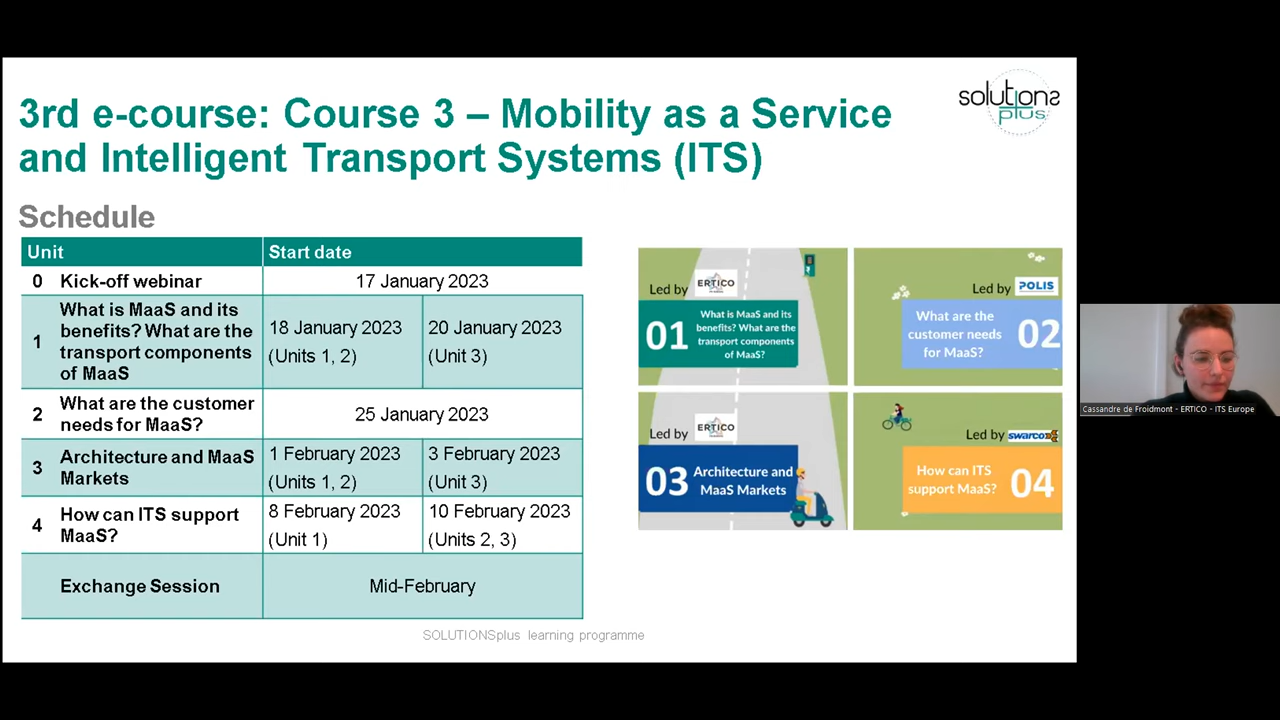 3rd e-course: Course 3 – Mobility as a Service
and Intelligent Transport Systems (ITS)
solutions
plus
Schedule
Unit Start date
0 Kick-off webinar 17 January 2023
1 What is MaaS and its
benefits? What are the
transport components
of MaaS
18 January 2023
(Units 1, 2)
20 January 2023
(Unit 3)
2 What are the customer
needs for MaaS?
25 January 2023
3 Architecture and MaaS
Markets
1 February 2023
(Units 1, 2)
3 February 2023
(Unit 3)
4 How can ITS support
MaaS?
8 February 2023
(Unit 1)
10 February 2023
(Units 2, 3)
Exchange Session Mid-February
Led by ERTICO
01
What is MaaS and its
benefits? What are the
transport components
of MaaS?
Led by POLIS
What are the
customer needs
for MaaS?
02
Led by ERTICO
03
Architecture and
MaaS Markets
Led by swarco
How can ITS
support MaaS?
04
SOLUTIONSplus learning programme
Cassandre de Froidmont - ERTICO - ITS Europe